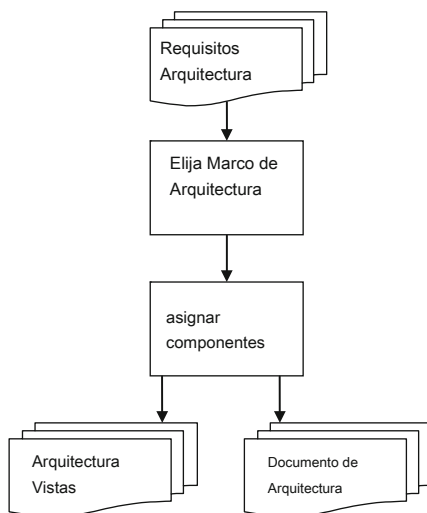 Requisitos
Arquitectura
Elija Marco de
Arquitectura
asignar
componentes
Arquitectura
Vistas
Documento de
Arquitectura